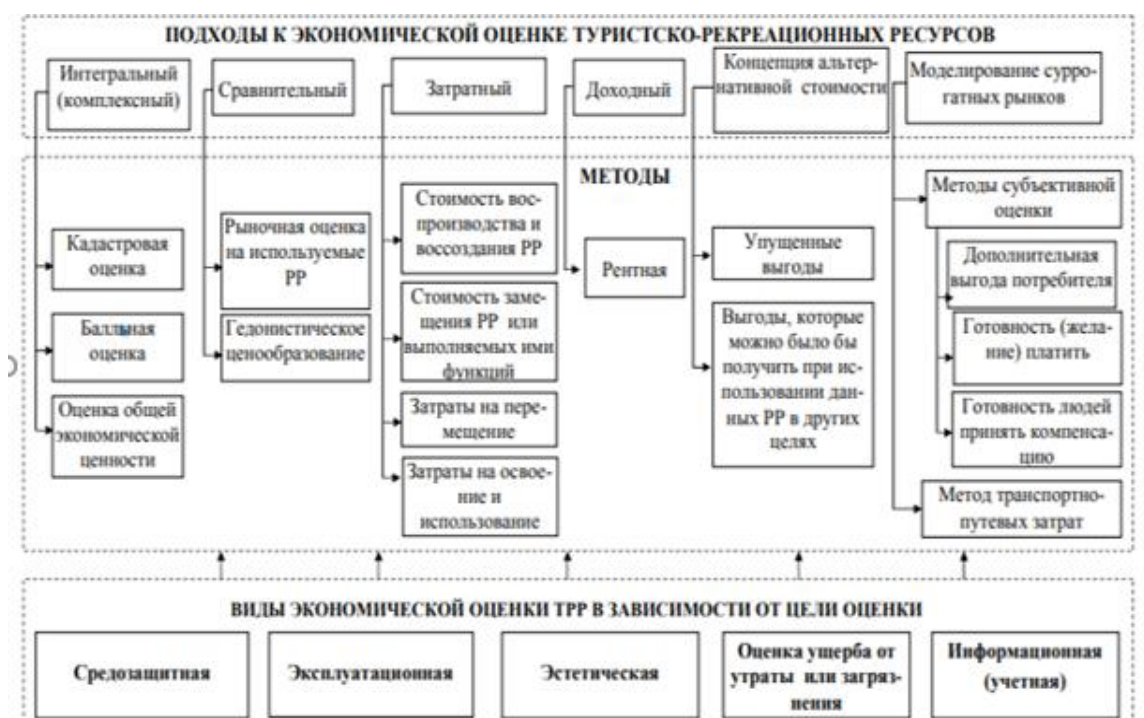 ПОДХОДЫ К ЭКОНОМИЧЕСКОЙ ОЦЕНКЕ ТУРИСТСКО-РЕКРЕАЦИОННЫХ РЕСУРСОВ
Интегральный
(комплексный)
Сравнительный
Затратный
Доходный
Концепция альтер-
нативной стоимости
Моделирование сурро-
гатных рынков
МЕТОДЫ
Кадастровая
оценка
Балльная
оценка
Оценка общей
экономической
ценности
Рыночная оценка
на используемые
РР
Гедонистическое
ценообразование
Стоимость вос-
производства и
воссоздания РР
Стоимость заме-
щения РР или
выполняемых ими
функций
Затраты на пере-
мещение
Затраты на освое-
ние и
использование
Рентная
Упущенные
выгоды
Выгоды, которые
можно было бы
получить при ис-
пользовании дан-
ных РР в других
целях
Методы субъективной
оценки
Дополнительная
выгода потребителя
Готовность (жела-
ние) платить
Готовность людей
принять компенса-
цию
Метод транспортно-
путевых затрат
ВИДЫ ЭКОНОМИЧЕСКОЙ ОЦЕНКИ ТРР В ЗАВИСИМОСТИ ОТ ЦЕЛИ ОЦЕНКИ
Средозащитная
Эксплуатационная
Эстетическая
Оценка ущерба от
утраты или загряз-
нения
Информационная
(учетная)